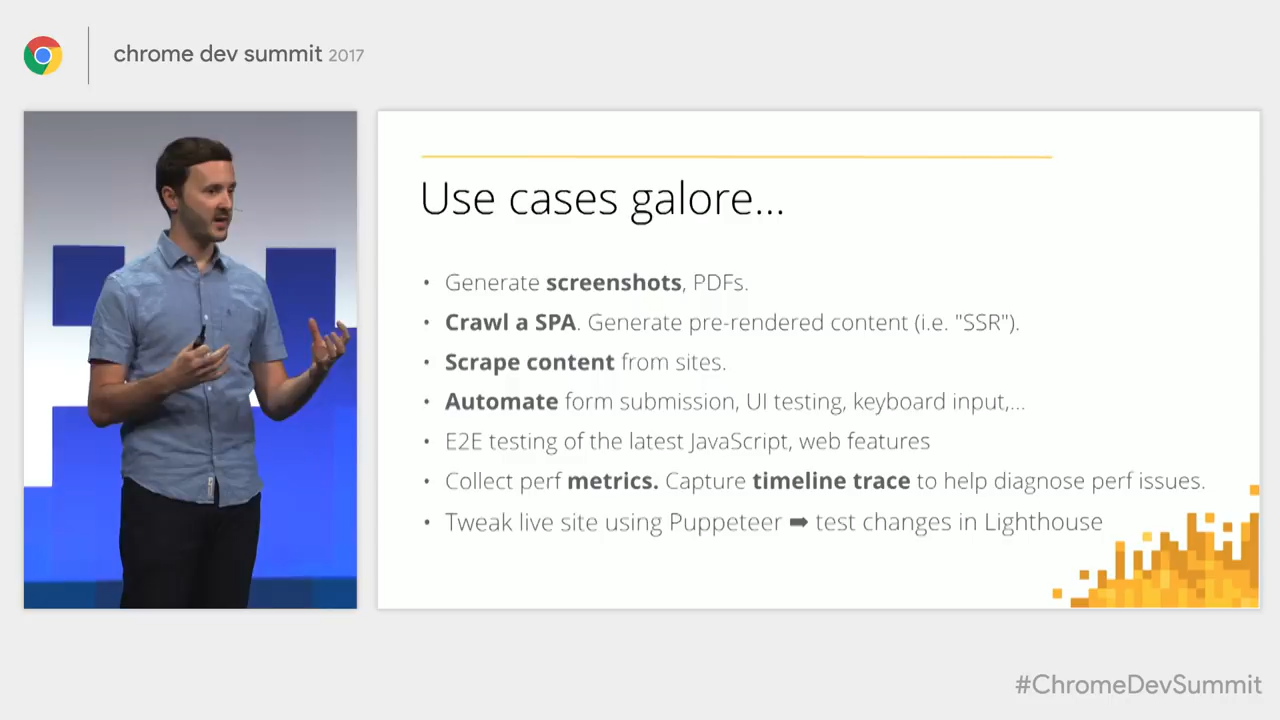 chrome dev summit 2017
Use cases galore...
• Generate screenshots, PDFs.
• Crawl a SPA. Generate pre-rendered content (i.e. "SSR").
• Scrape content from sites.
• Automate form submission, UI testing, keyboard input,...
• E2E testing of the latest JavaScript, web features
• Collect perf metrics. Capture timeline trace to help diagnose perf issues.
• Tweak live site using Puppeteer ➡ test changes in Lighthouse
#ChromeDevSummit